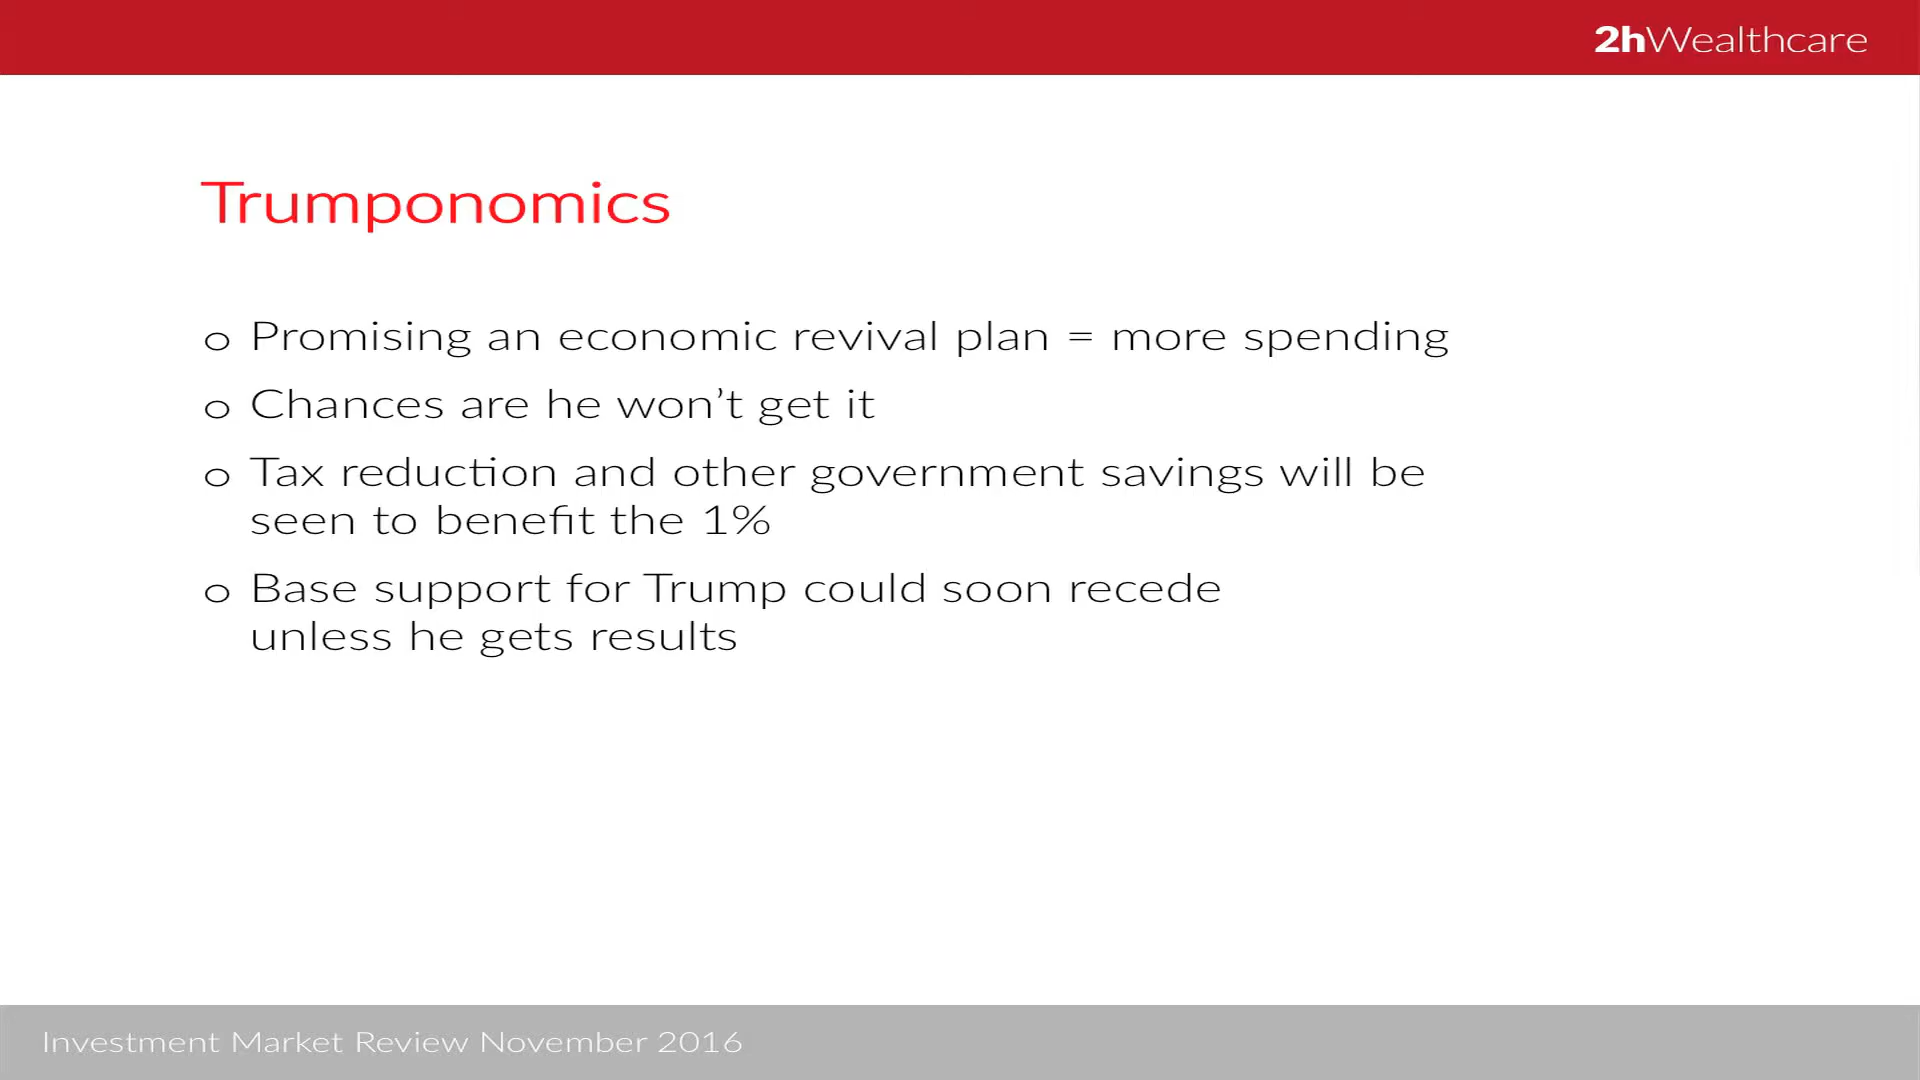 2hWealthcare
Trumponomics
o Promising an economic revival plan = more spending
o Chances are he won’t get it
o Tax reduction and other government savings will be
seen to benefit the 1%
o Base support for Trump could soon recede
unless he gets results
Investment Market Review November 2016